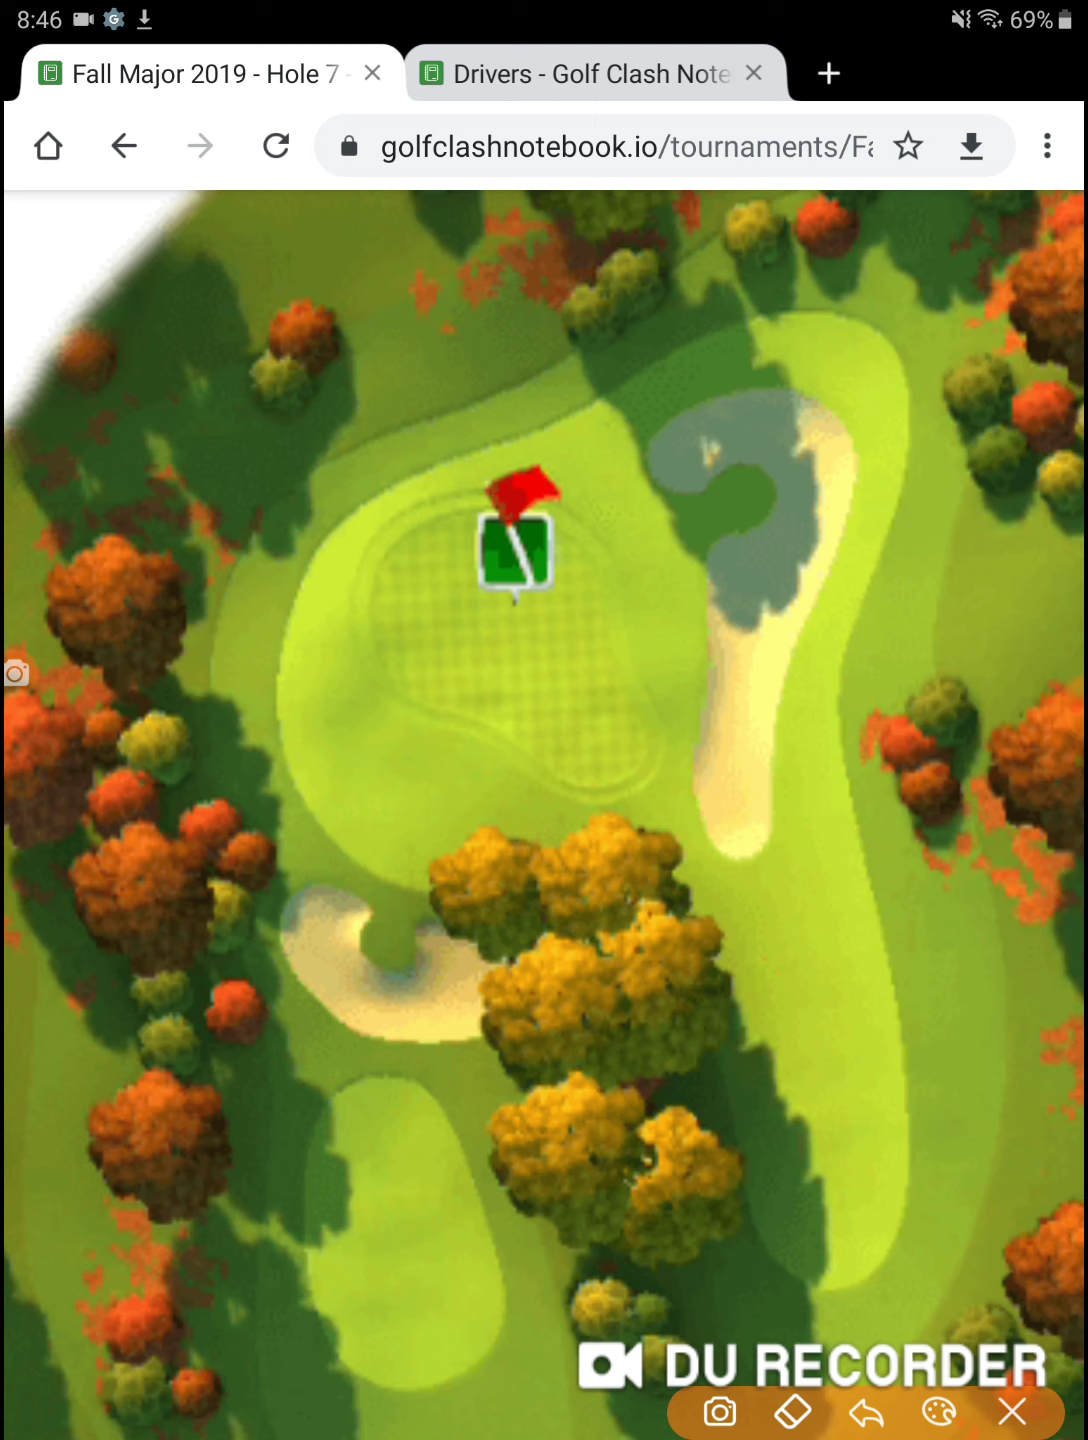 8:46
69%
Fall Major 2019 - Hole 7 -
Drivers - Golf Clash Note
golfclashnotebook.io/tournaments/Fa
DU RECORDER